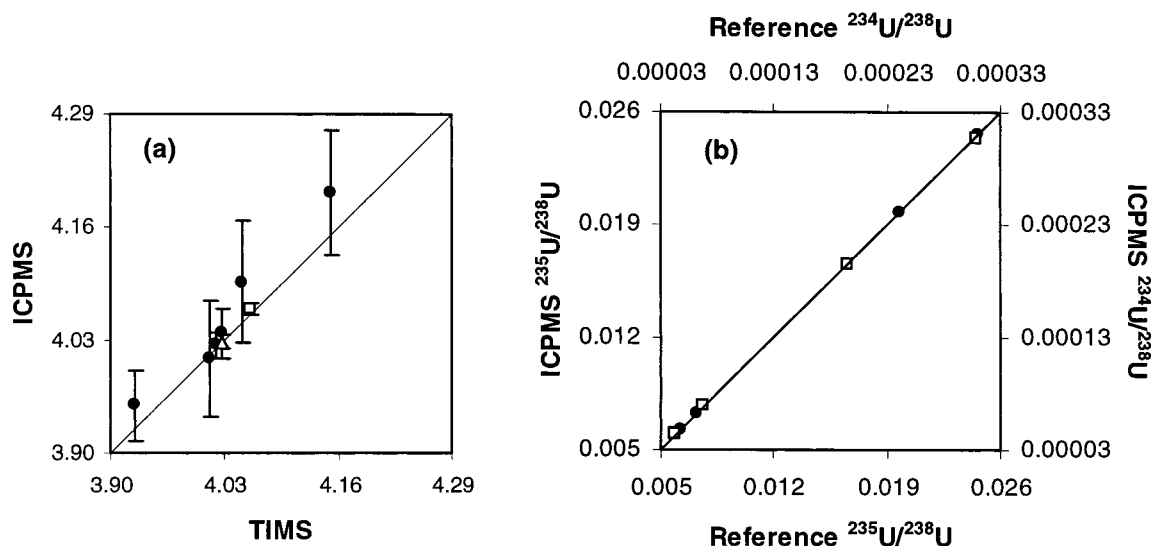 Reference ²³⁴U/²³⁸U
0.00003 0.00013 0.00023 0.00033
(a)
4.29
4.16
4.03
3.90
ICPMS
3.90 4.03 4.16 4.29
TIMS
(b)
0.026
0.019
0.012
0.005
ICPMS ²³⁵U/²³⁸U
0.00033
0.00023
0.00013
0.00003
ICPMS ²³⁴U/²³⁸U
0.005 0.012 0.019 0.026
Reference ²³⁵U/²³⁸U